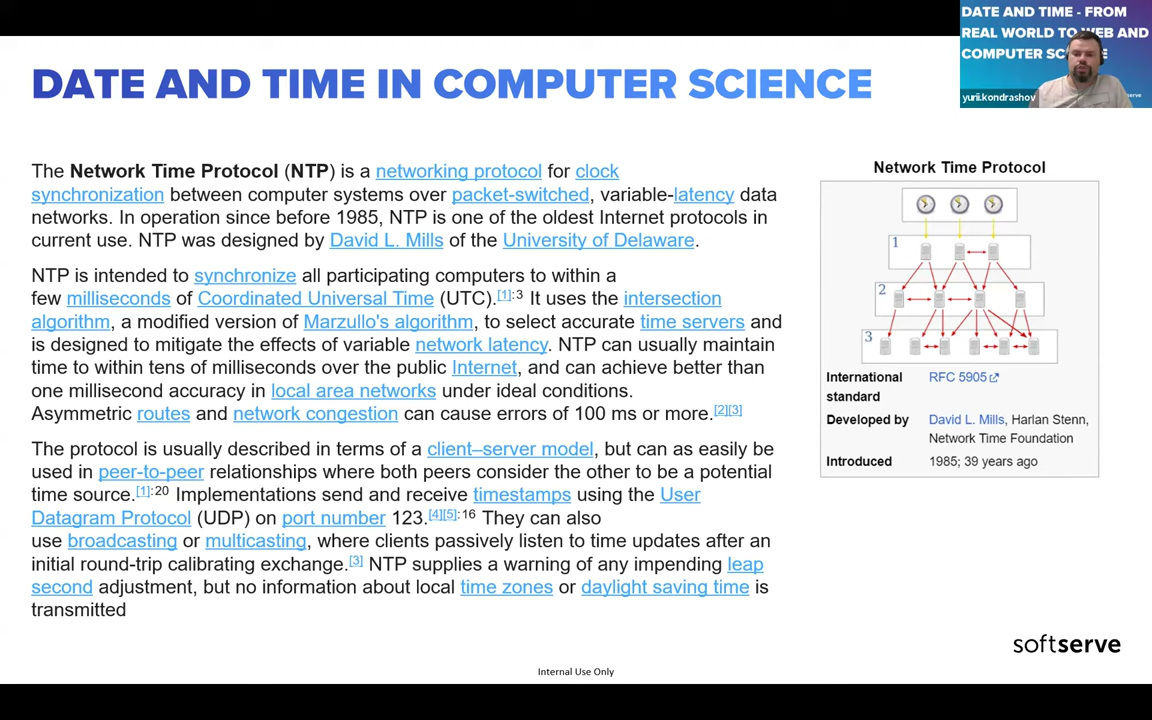 DATE AND TIME - FROM
REAL WORLD TO WEB AND
COMPUTER SC
E
yurii.kondrashov
erve
DATE AND TIME IN COMPUTER SCIENCE
The Network Time Protocol (NTP) is a networking protocol for clock
synchronization between computer systems over packet-switched, variable-latency data
networks. In operation since before 1985, NTP is one of the oldest Internet protocols in
current use. NTP was designed by David L. Mills of the University of Delaware.
NTP is intended to synchronize all participating computers to within a
few milliseconds of Coordinated Universal Time (UTC).[1]:3 It uses the intersection
algorithm, a modified version of Marzullo's algorithm, to select accurate time servers and
is designed to mitigate the effects of variable network latency. NTP can usually maintain
time to within tens of milliseconds over the public Internet, and can achieve better than
one millisecond accuracy in local area networks under ideal conditions.
Asymmetric routes and network congestion can cause errors of 100 ms or more.[2][3]
The protocol is usually described in terms of a client–server model, but can as easily be
used in peer-to-peer relationships where both peers consider the other to be a potential
time source.[1]:20 Implementations send and receive timestamps using the User
Datagram Protocol (UDP) on port number 123.[4][5]:16 They can also
use broadcasting or multicasting, where clients passively listen to time updates after an
initial round-trip calibrating exchange.[3] NTP supplies a warning of any impending leap
second adjustment, but no information about local time zones or daylight saving time is
transmitted
Network Time Protocol
1
2
3
International standard RFC 5905
Developed by David L. Mills, Harlan Stenn,
Network Time Foundation
Introduced 1985; 39 years ago
softserve
Internal Use Only